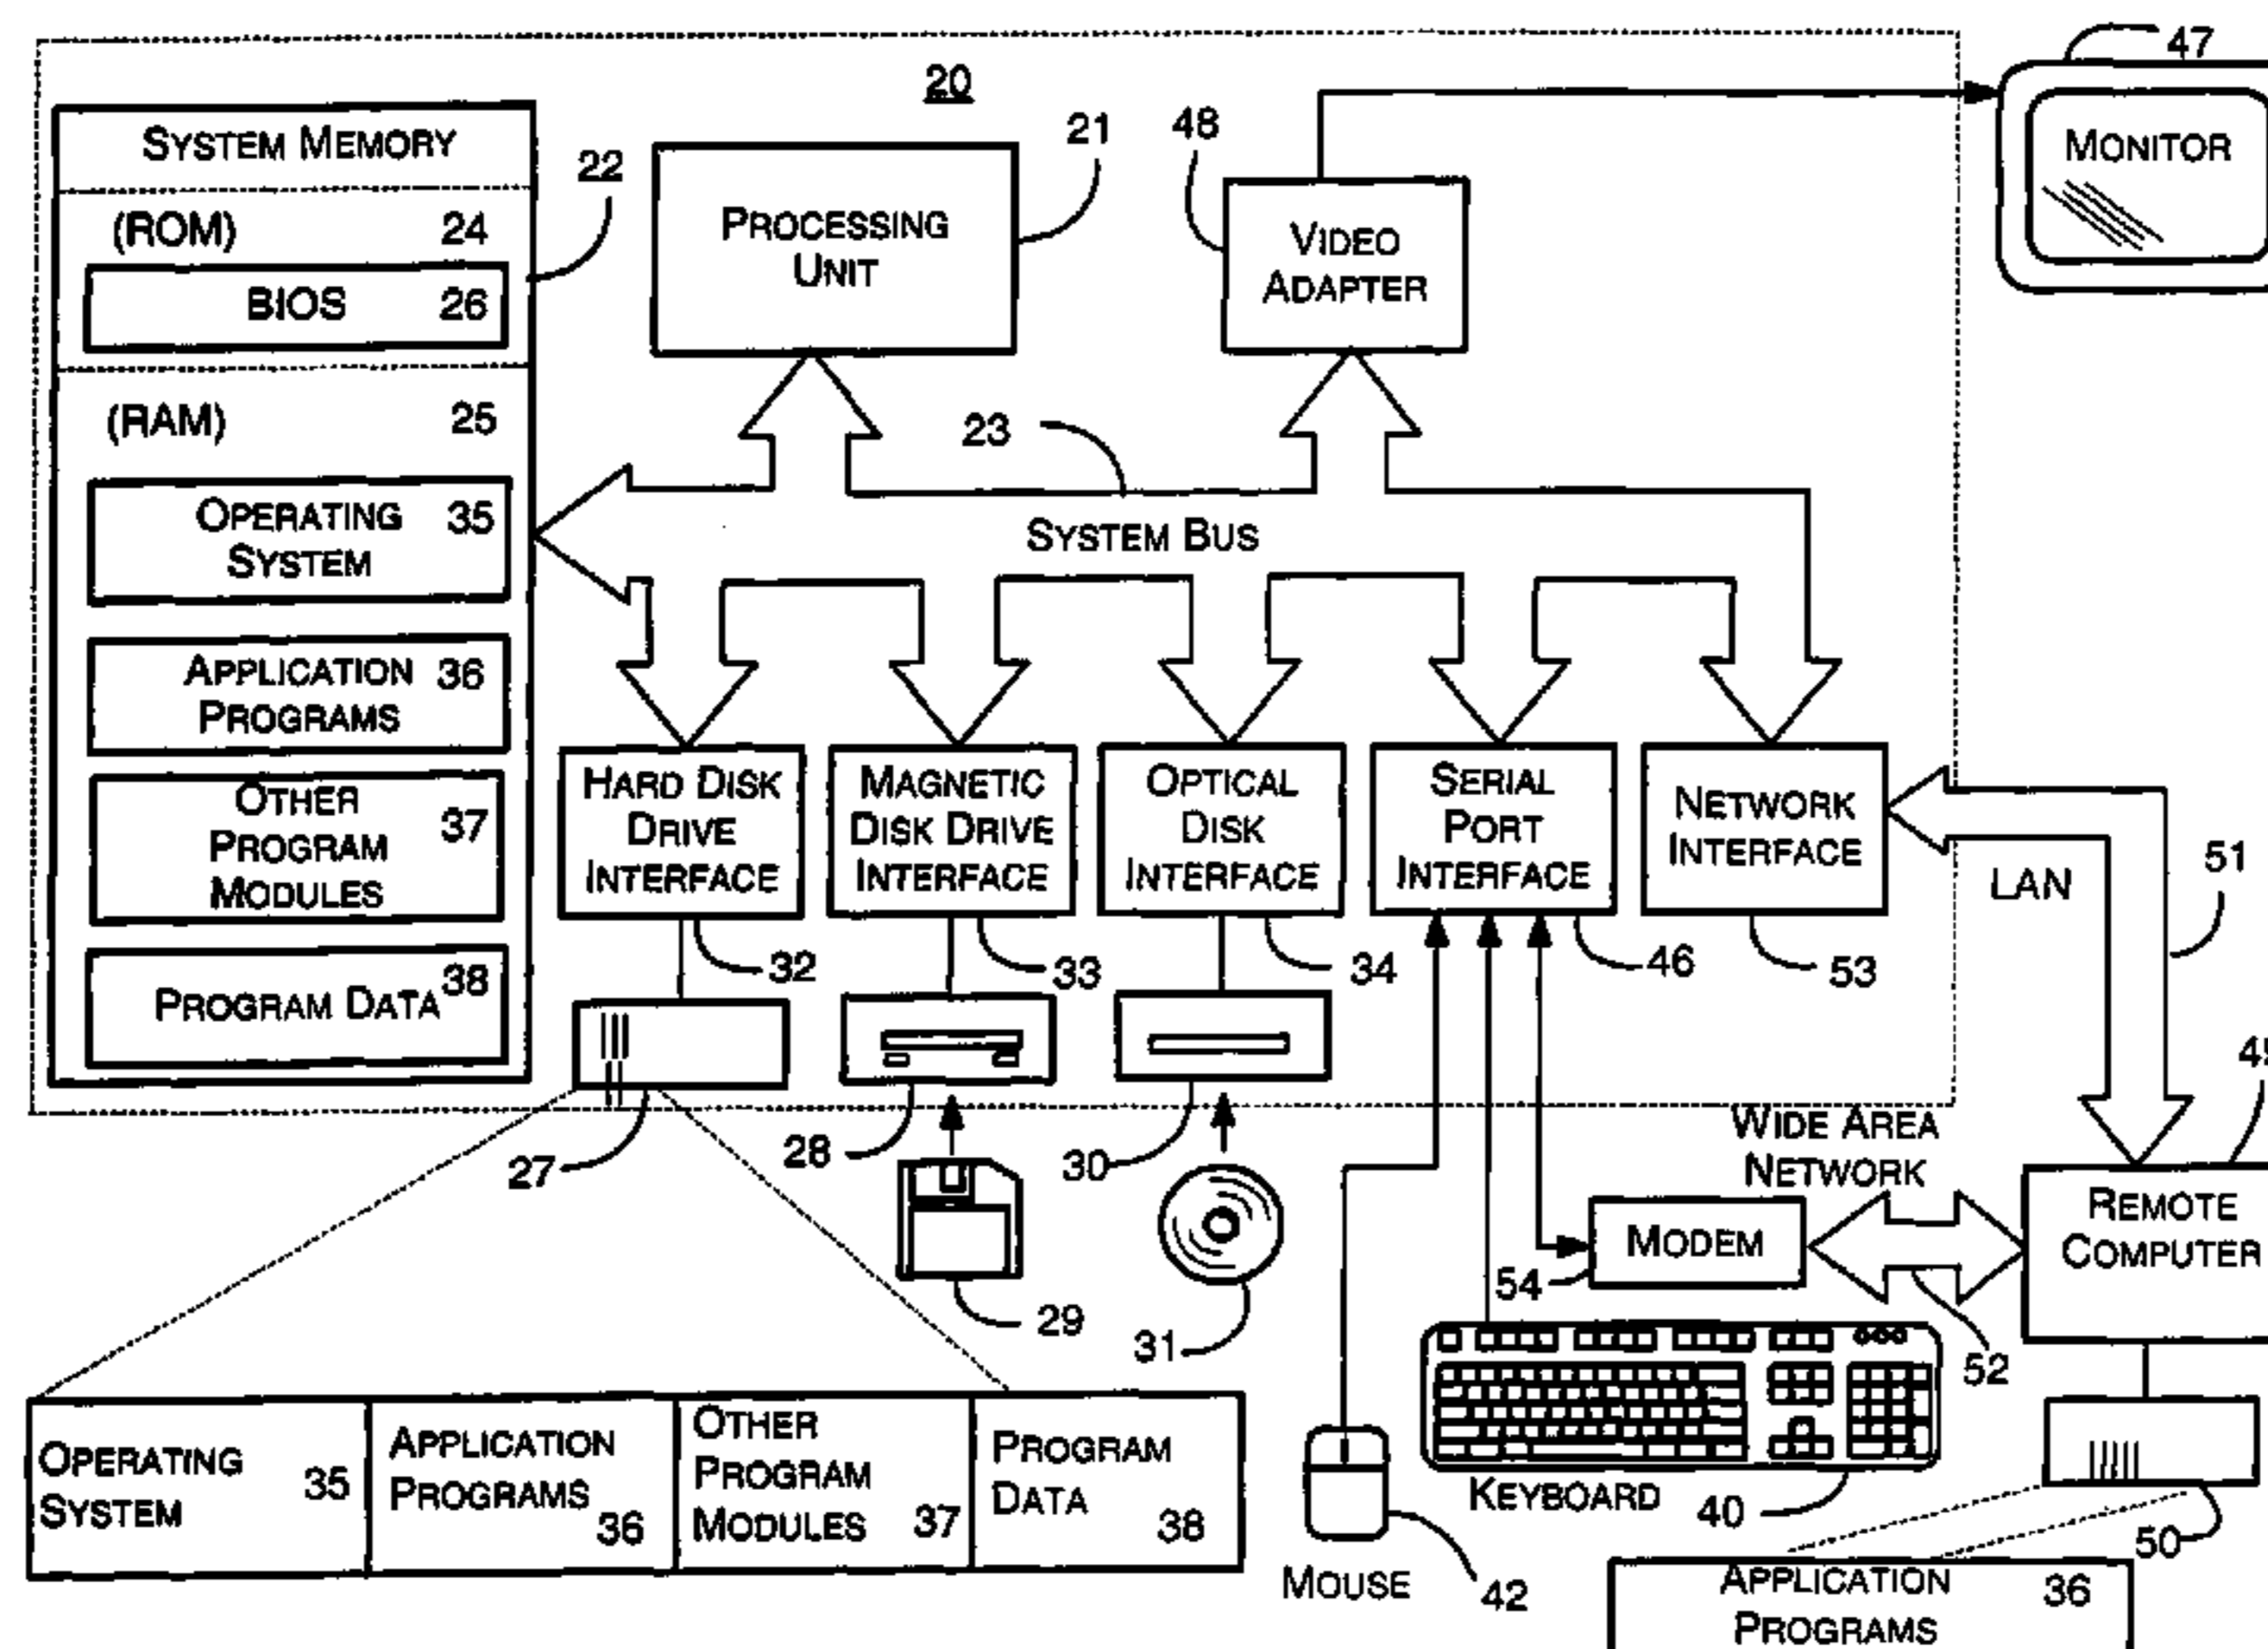 20
47
SYSTEM MEMORY
22
(ROM) 24
BIOS 26
(RAM) 25
OPERATING 35
SYSTEM
APPLICATION 36
PROGRAMS
OTHER
PROGRAM 37
MODULES
PROGRAM DATA 38
PROCESSING
UNIT
21
48
VIDEO
ADAPTER
MONITOR
23
SYSTEM BUS
HARD DISK
DRIVE
INTERFACE
MAGNETIC
DISK DRIVE
INTERFACE
OPTICAL
DISK
INTERFACE
SERIAL
PORT
INTERFACE
NETWORK
INTERFACE
LAN
51
32
33
34
46
53
27
28
30
29
31
WIDE AREA
NETWORK
MODEM
54
52
REMOTE
COMPUTER
OPERATING
SYSTEM
35
APPLICATION
PROGRAMS
36
OTHER
PROGRAM
MODULES 37
PROGRAM
DATA
38
MOUSE
42
KEYBOARD
40
50
APPLICATION 36
PROGRAMS